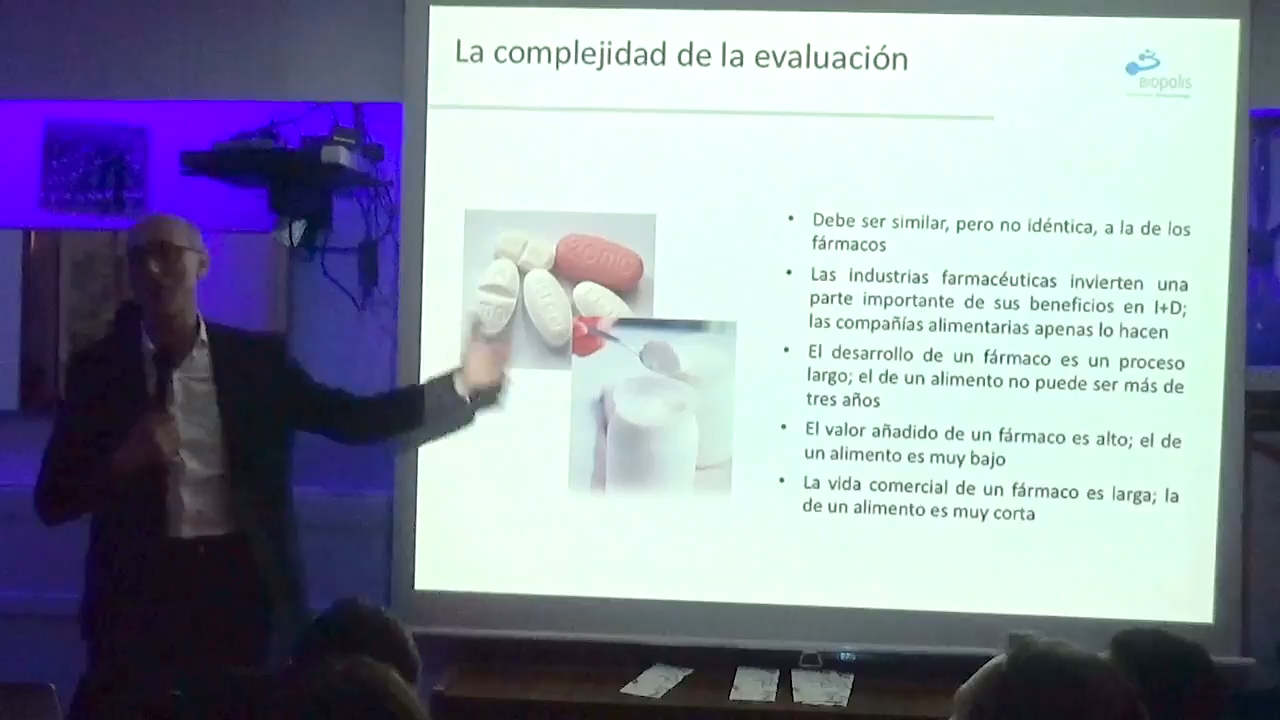 La complejidad de la evaluación
Biopolis
• Debe ser similar, pero no idéntica, a la de los
fármacos
• Las industrias farmacéuticas invierten una
parte importante de sus beneficios en I+D;
las compañías alimentarias apenas lo hacen
• El desarrollo de un fármaco es un proceso
largo; el de un alimento no puede ser más de
tres años
• El valor añadido de un fármaco es alto; el de
un alimento es muy bajo
• La vida comercial de un fármaco es larga; la
de un alimento es muy corta